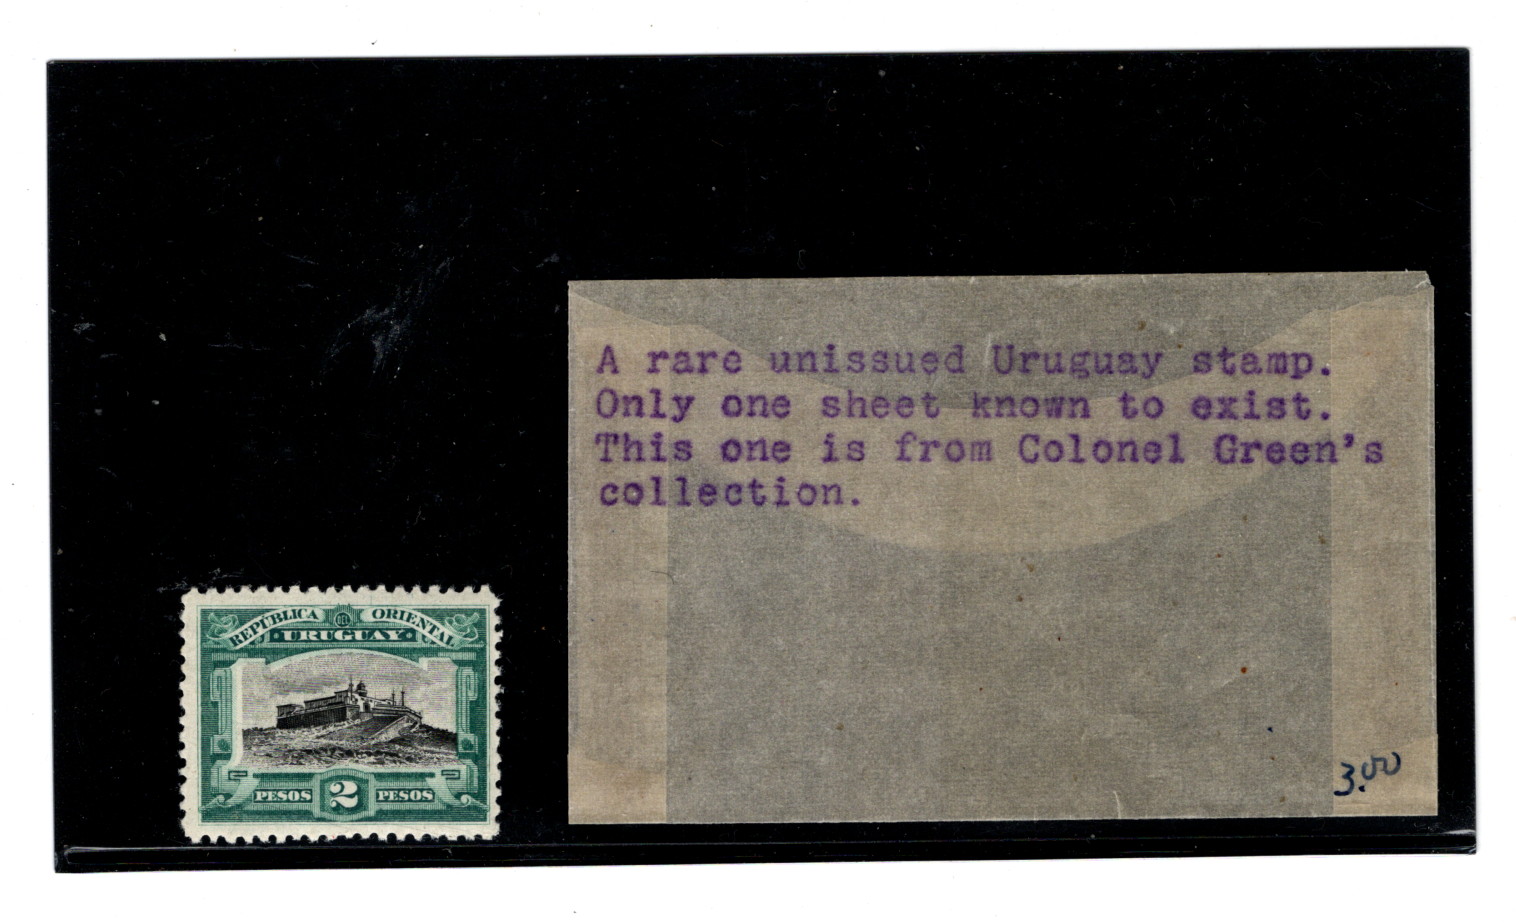 A rare unissued Uruguay stamp.
Only one sheet known to exist.
This one is from Colonel Green's
collection.
3.00
REPÚBLICA DEL ORIENTAL
URUGUAY
PESOS 2 PESOS